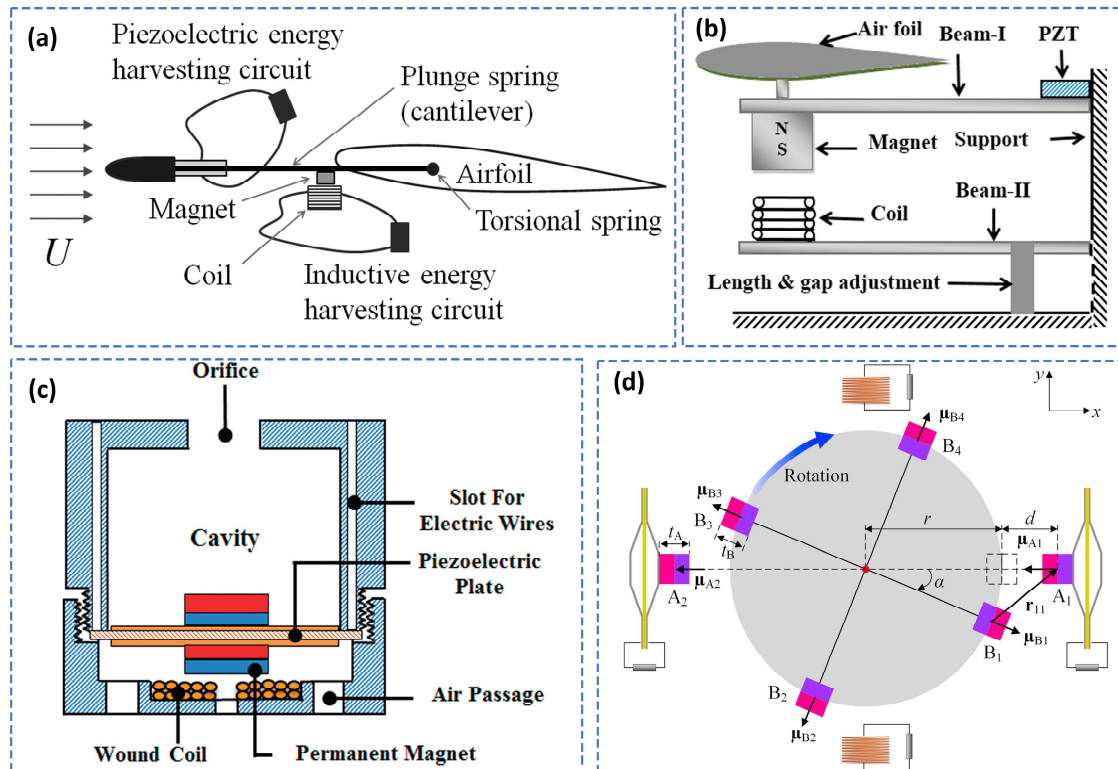 (a)
Piezoelectric energy
harvesting circuit
Plunge spring
(cantilever)
Airfoil
Magnet
Torsional spring
U
Coil
Inductive energy
harvesting circuit
(b)
Air foil
Beam-I
PZT
N
S
Magnet
Support
Beam-II
Coil
Length & gap adjustment
(c)
Orifice
Cavity
Slot For
Electric Wires
Piezoelectric
Plate
Air Passage
Wound Coil
Permanent Magnet
(d)
y
x
μB4
B4
Rotation
μB3
B3
tA
tB
r
d
μA1
μA2
A2
α
A1
r11
B1
μB1
B2
μB2